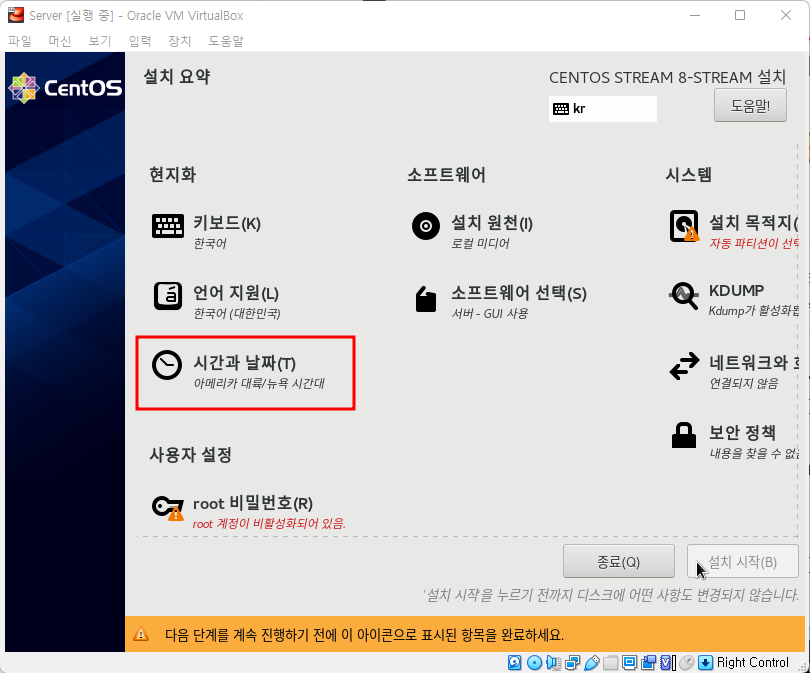 Server [실행 중] - Oracle VM VirtualBox
파일 머신 보기 입력 장치 도움말
CentOS
설치 요약
CENTOS STREAM 8-STREAM 설치
kr
도움말!
현지화
키보드(K)
한국어
언어 지원(L)
한국어 (대한민국)
시간과 날짜(T)
아메리카 대륙/뉴욕 시간대
소프트웨어
설치 원천(I)
로컬 미디어
소프트웨어 선택(S)
서버 - GUI 사용
시스템
설치 목적지(
자동 파티션이 선택
KDUMP
Kdump가 활성화
네트워크와
연결되지 않음
보안 정책
내용을 찾을 수
사용자 설정
root 비밀번호(R)
root 계정이 비활성화되어 있음.
종료(Q)
설치 시작(B)
'설치 시작'을 누르기 전까지 디스크에 어떤 사항도 변경되지 않습니다.
다음 단계를 계속 진행하기 전에 이 아이콘으로 표시된 항목을 완료하세요.
Right Control